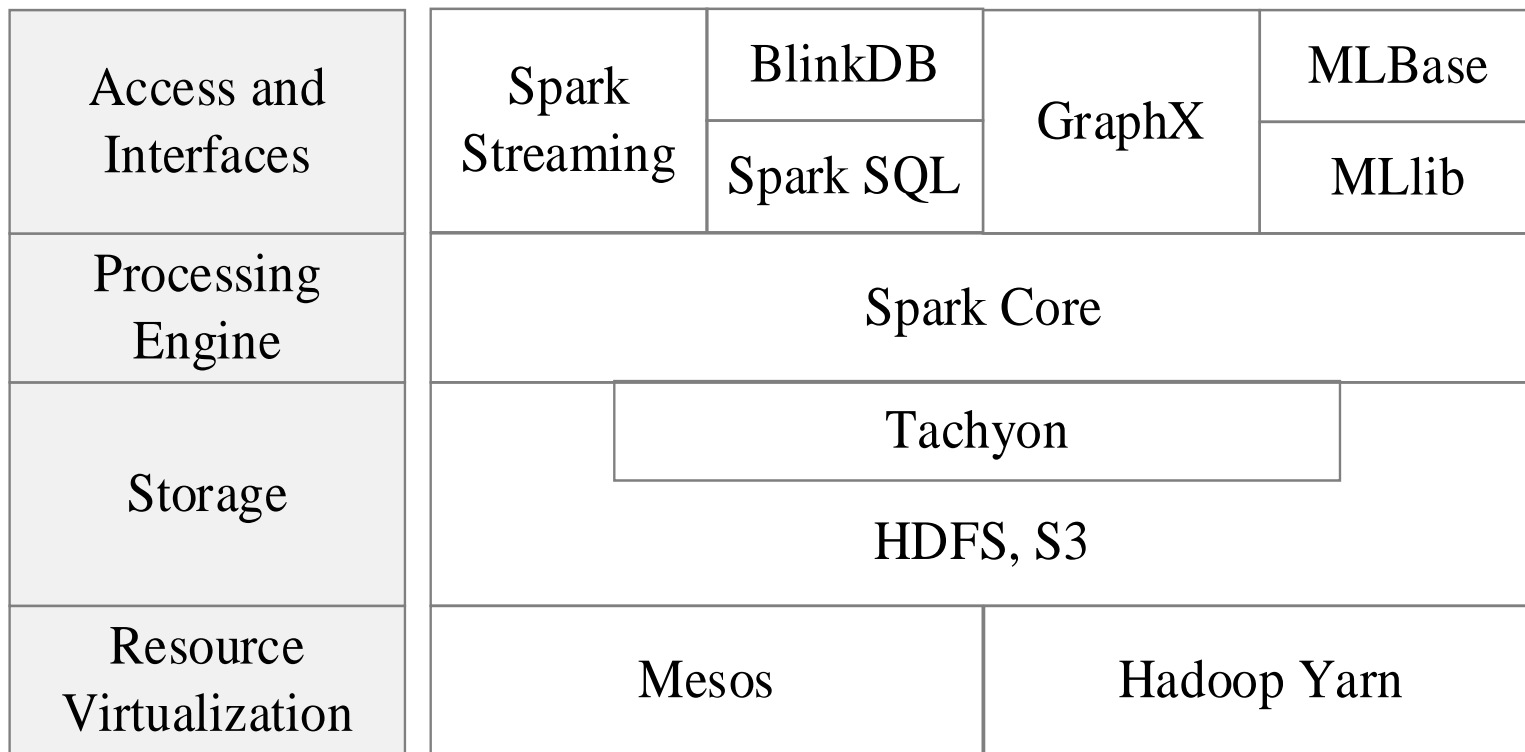 Access and
Interfaces
Spark
Streaming
BlinkDB
Spark SQL
GraphX
MLBase
MLlib
Processing
Engine
Spark Core
Storage
Tachyon
HDFS, S3
Resource
Virtualization
Mesos
Hadoop Yarn